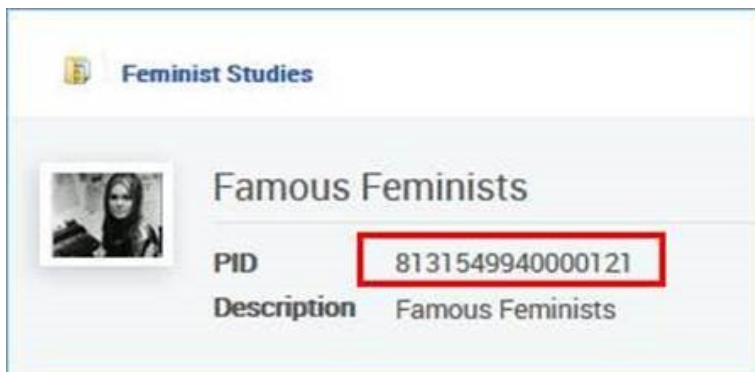 Feminist Studies
Famous Feminists
PID 8131549940000121
Description Famous Feminists